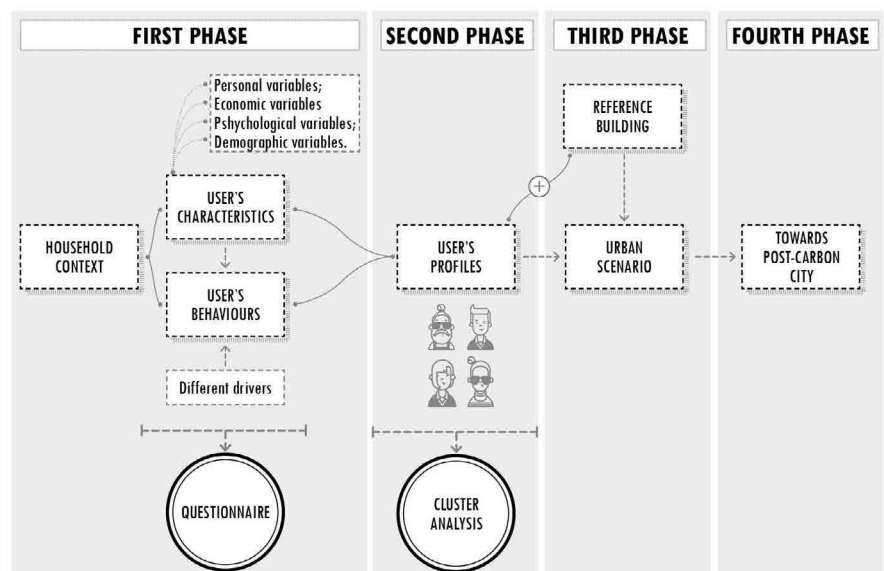 FIRST PHASE
SECOND PHASE
THIRD PHASE
FOURTH PHASE
Personal variables;
Economic variables
Pshychological variables;
Demographic variables.
REFERENCE
BUILDING
USER'S
CHARACTERISTICS
HOUSEHOLD
CONTEXT
USER'S
BEHAVIOURS
Different drivers
QUESTIONNAIRE
USER'S
PROFILES
CLUSTER
ANALYSIS
URBAN
SCENARIO
TOWARDS
POST-CARBON
CITY